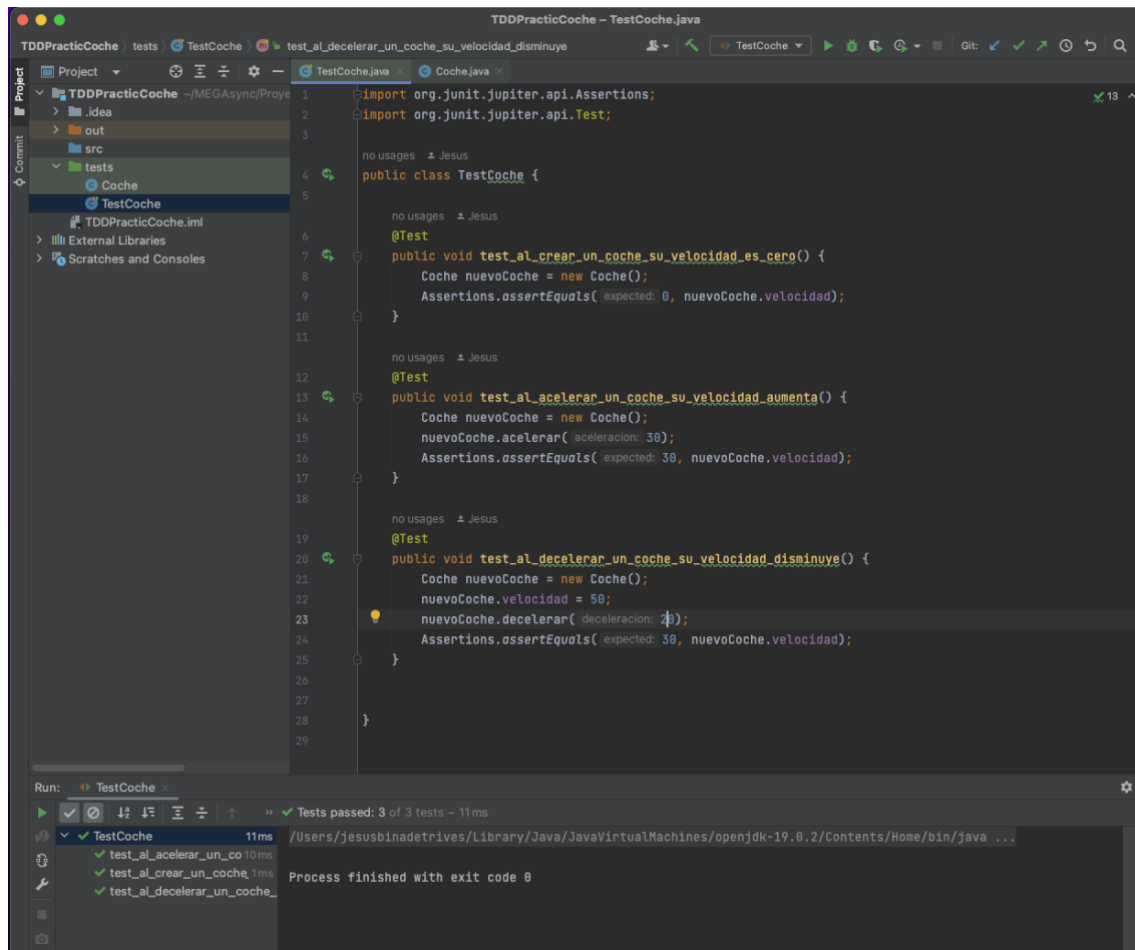 TDDPracticCoche – TestCoche.java
TDDPracticCoche tests TestCoche test_al_decelerar_un_coche_su_velocidad_disminuye TestCoche Git:
Project TestCoche.java Coche.java
Project
Commit
TDDPracticCoche ~/MEGAsync/Proye
.idea
out
src
tests
Coche
TestCoche
TDDPracticCoche.iml
External Libraries
Scratches and Consoles
13
1 import org.junit.jupiter.api.Assertions;
2 import org.junit.jupiter.api.Test;
3
no usages Jesus
4 public class TestCoche {
5
no usages Jesus
6 @Test
7 public void test_al_crear_un_coche_su_velocidad_es_cero() {
8 Coche nuevoCoche = new Coche();
9 Assertions.assertEquals( expected: 0, nuevoCoche.velocidad);
10 }
11
no usages Jesus
12 @Test
13 public void test_al_acelerar_un_coche_su_velocidad_aumenta() {
14 Coche nuevoCoche = new Coche();
15 nuevoCoche.acelerar( aceleracion: 30);
16 Assertions.assertEquals( expected: 30, nuevoCoche.velocidad);
17 }
18
no usages Jesus
19 @Test
20 public void test_al_decelerar_un_coche_su_velocidad_disminuye() {
21 Coche nuevoCoche = new Coche();
22 nuevoCoche.velocidad = 50;
23 nuevoCoche.decelerar( deceleracion: 20);
24 Assertions.assertEquals( expected: 30, nuevoCoche.velocidad);
25 }
26
27
28 }
29
Run: TestCoche
Tests passed: 3 of 3 tests – 11 ms
TestCoche 11 ms
test_al_acelerar_un_co 10 ms
test_al_crear_un_coche_ 1 ms
test_al_decelerar_un_coche_
/Users/jesusbinadetrives/Library/Java/JavaVirtualMachines/openjdk-19.0.2/Contents/Home/bin/java ...
Process finished with exit code 0